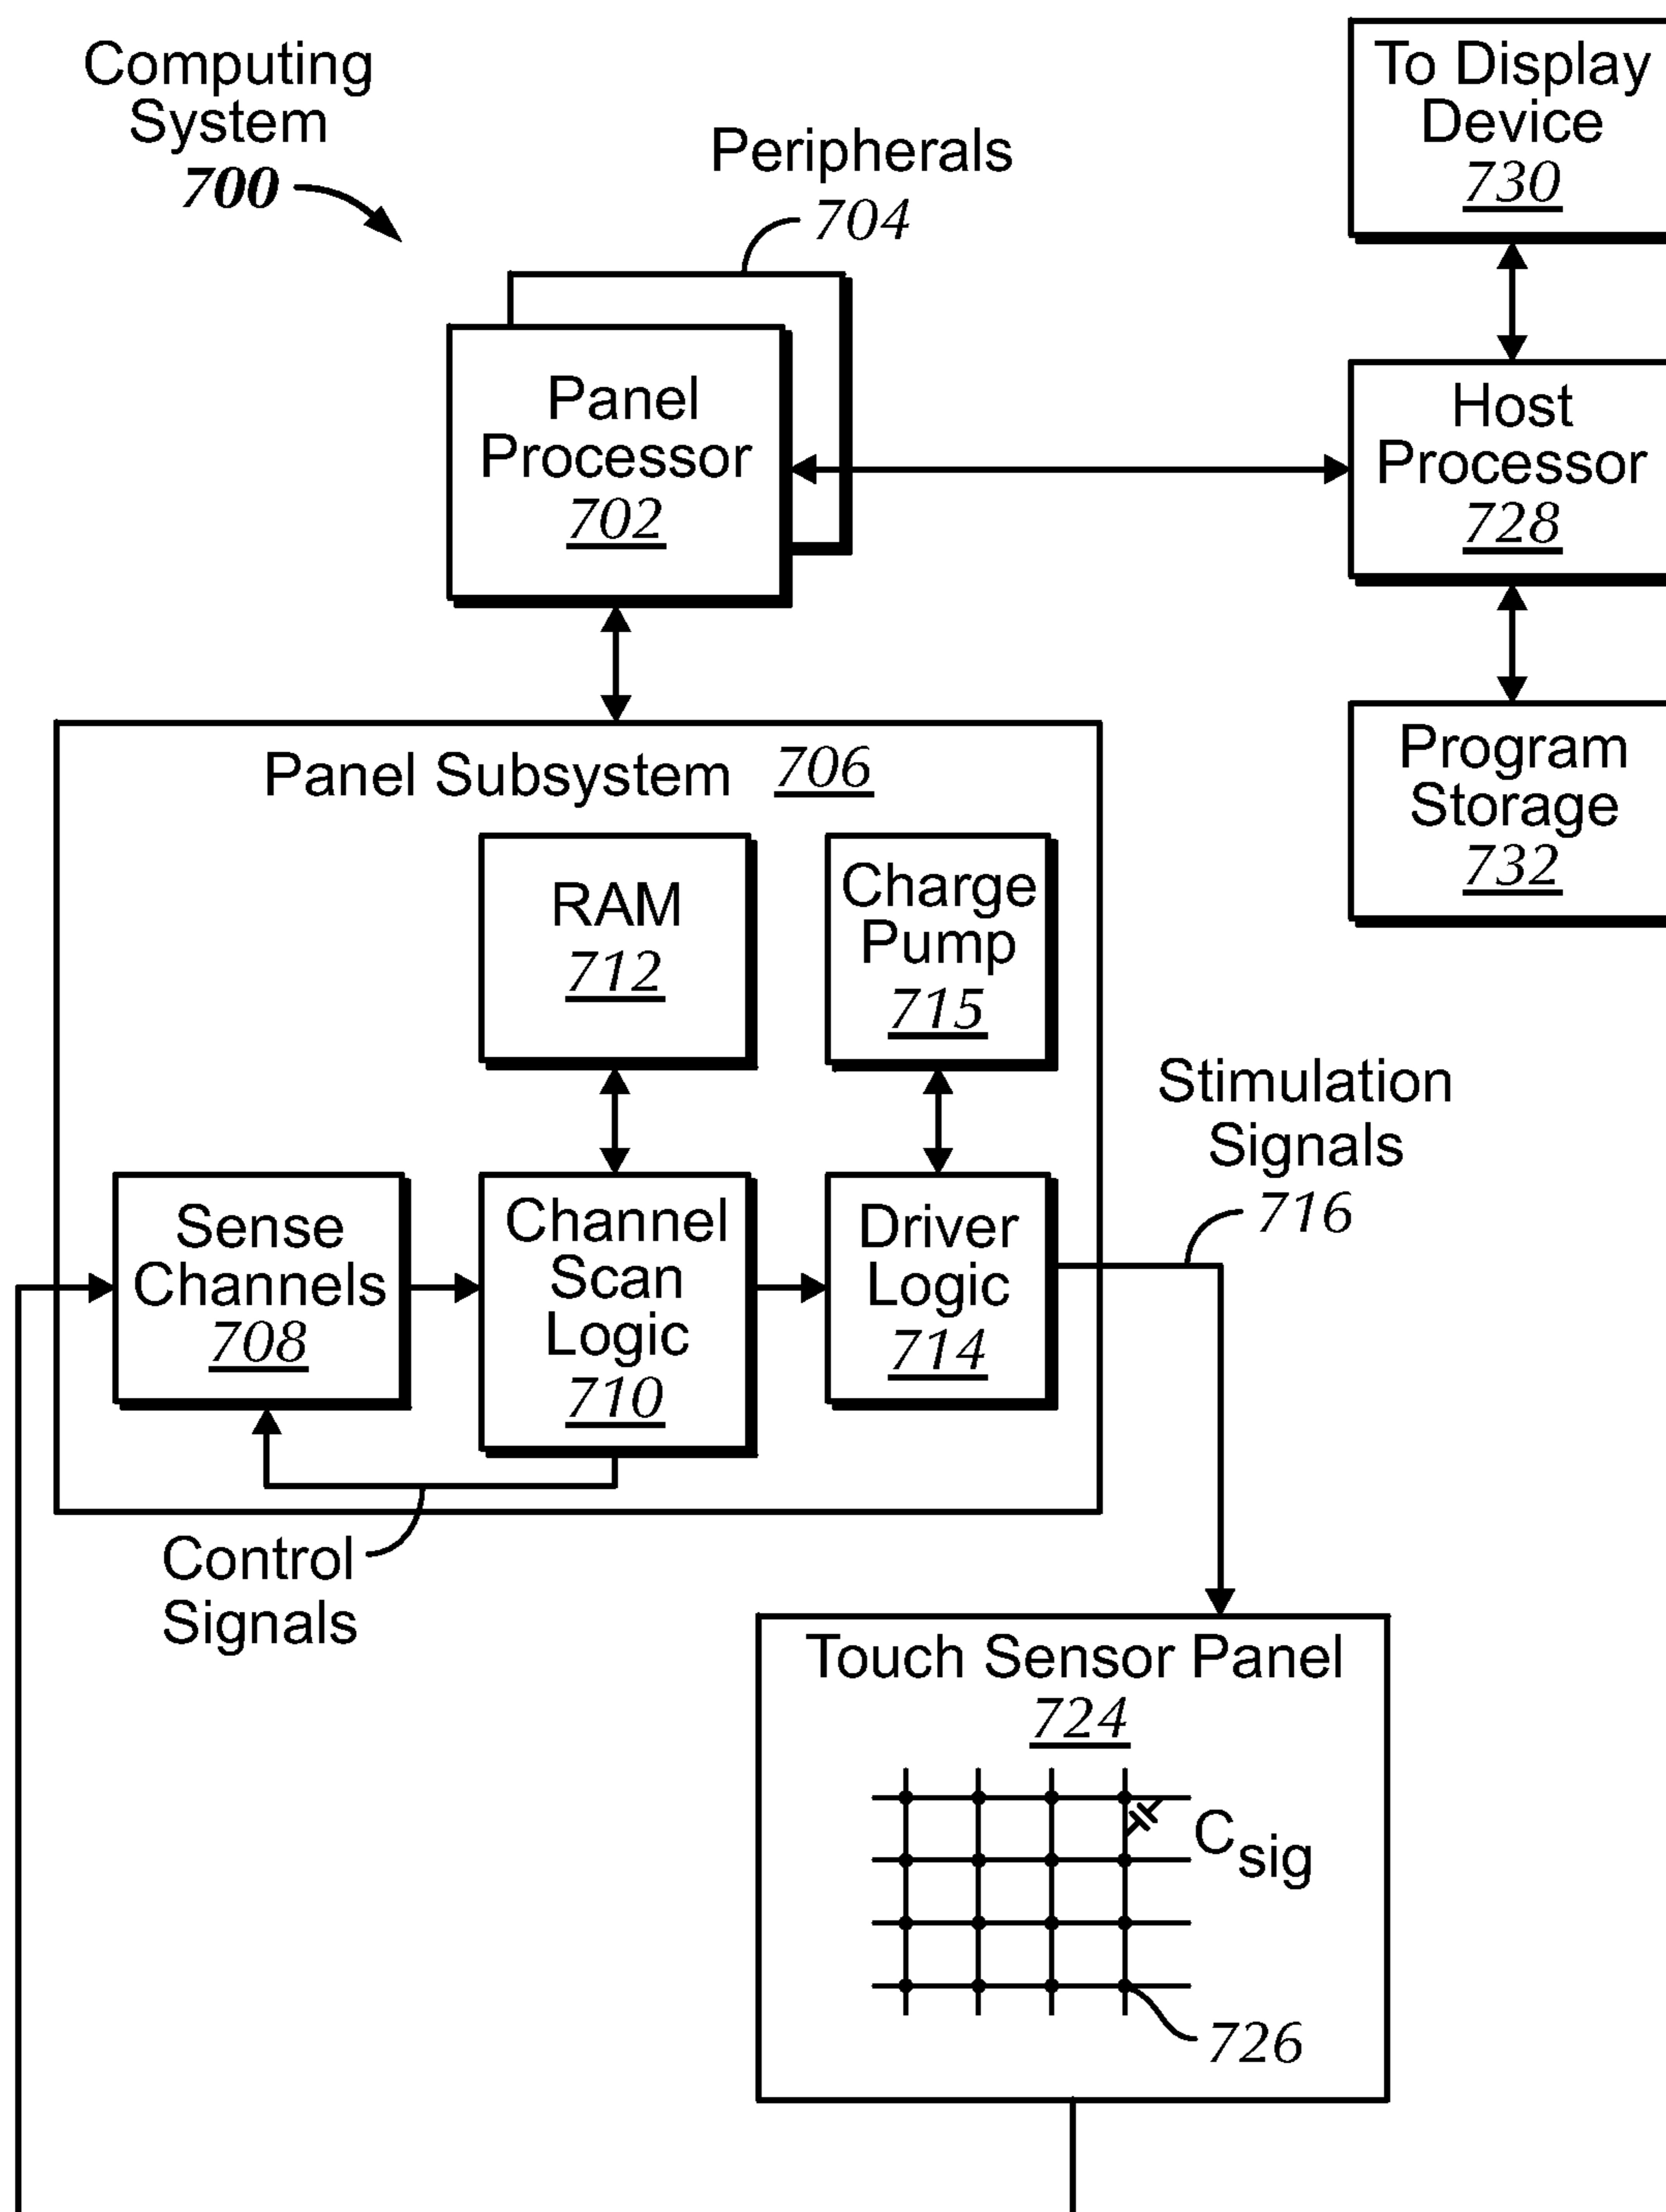 Computing
System
700
Peripherals
704
To Display
Device
730
Panel
Processor
702
Host
Processor
728
Program
Storage
732
Panel Subsystem 706
RAM
712
Charge
Pump
715
Stimulation
Signals
716
Sense
Channels
708
Channel
Scan
Logic
710
Driver
Logic
714
Control
Signals
Touch Sensor Panel
724
Csig
726